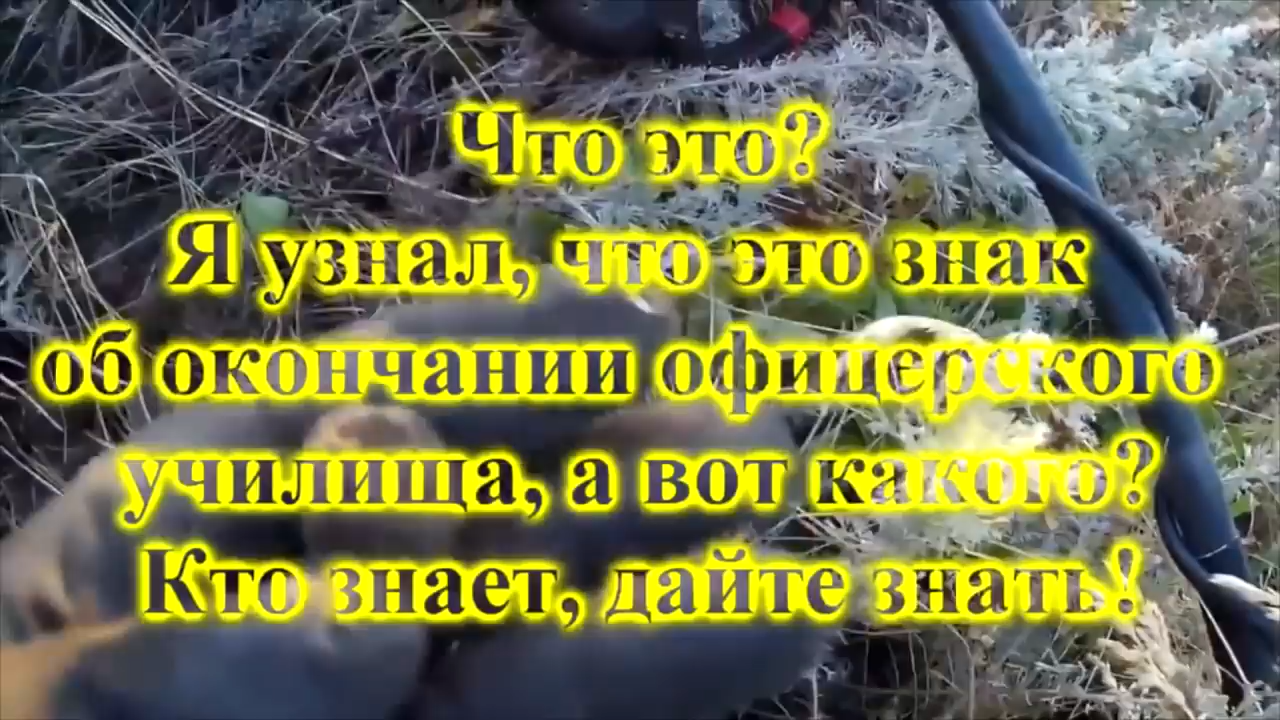 Что это?
Я узнал, что это знак
об окончании офицерского
училища, а вот какого?
Кто знает, дайте знать!